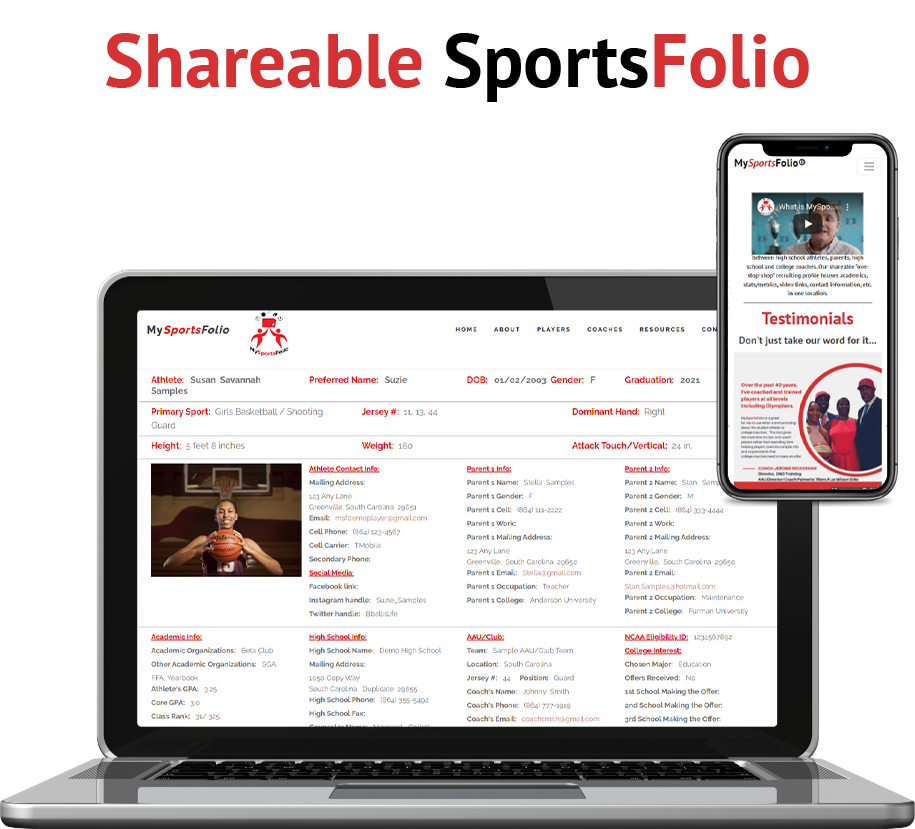 Shareable SportsFolio
MySportsFolio
What is MySpo...
between high school athletes, parents, high
school and college coaches. Our shareable "one-
stop-shop" recruiting profile houses academics,
stats/metrics, video links, contact information, etc.
in one location.
Testimonials
Don't just take our word for it...
Over the past 40 years,
I've coached and trained
players at all levels
including Olympians.
COACH JEROME DICKERSON
Director, DND Training
MySportsFolio
MySportsFolio
HOME ABOUT PLAYERS COACHES RESOURCES CON
Athlete: Susan Savannah Samples Preferred Name: Suzie DOB: 01/02/2003 Gender: F Graduation: 2021
Primary Sport: Girls Basketball / Shooting Guard Jersey #: 11, 13, 44 Dominant Hand: Right
Height: 5 feet 8 inches Weight: 160 Attack Touch/Vertical: 24 in.
Athlete Contact Info:
Mailing Address:
123 Any Lane
Greenville, South Carolina 29651
Email: msfdemoplayer@gmail.com
Cell Phone: (864) 123-4567
Cell Carrier: TMobile
Secondary Phone:
Social Media:
Facebook link:
Instagram handle: Suzie_Samples
Twitter handle: Bballislife
Parent 1 Info:
Parent 1 Name: Stella Samples
Parent 1 Gender: F
Parent 1 Cell: (864) 111-2222
Parent 1 Work:
Parent 1 Mailing Address:
123 Any Lane
Greenville, South Carolina 29650
Parent 1 Email: Stella@gmail.com
Parent 1 Occupation: Teacher
Parent 1 College: Anderson University
Parent 2 Info:
Parent 2 Name: Stan Samp
Parent 2 Gender: M
Parent 2 Cell: (864) 333-4444
Parent 2 Work:
Parent 2 Mailing Address:
123 Any Lane
Greenville, South Carolina 29650
Parent 2 Email:
Stan.Samples@hotmail.com
Parent 2 Occupation: Maintenance
Parent 2 College: Furman University
Academic Info:
Academic Organizations: Beta Club
Other Academic Organizations: SGA,
FFA, Yearbook
Athlete's GPA: 3.25
Core GPA: 3.0
Class Rank: 31/ 325
High School Info:
High School Name: Demo High School
Mailing Address:
1050 Copy Way
South Carolina Duplicate 29655
High School Phone: (864) 355-5492
High School Fax:
AAU/Club:
Team: Sample AAU/Club Team
Location: South Carolina
Jersey #: 44 Position: Guard
Coach's Name: Johnny Smith
Coach's Phone: (864) 777-1919
Coach's Email: coachsmith@gmail.com
NCAA Eligibility ID: 1234567892
College Interest:
Chosen Major: Education
Offers Received: No
1st School Making the Offer:
2nd School Making the Offer:
3rd School Making the Offer: